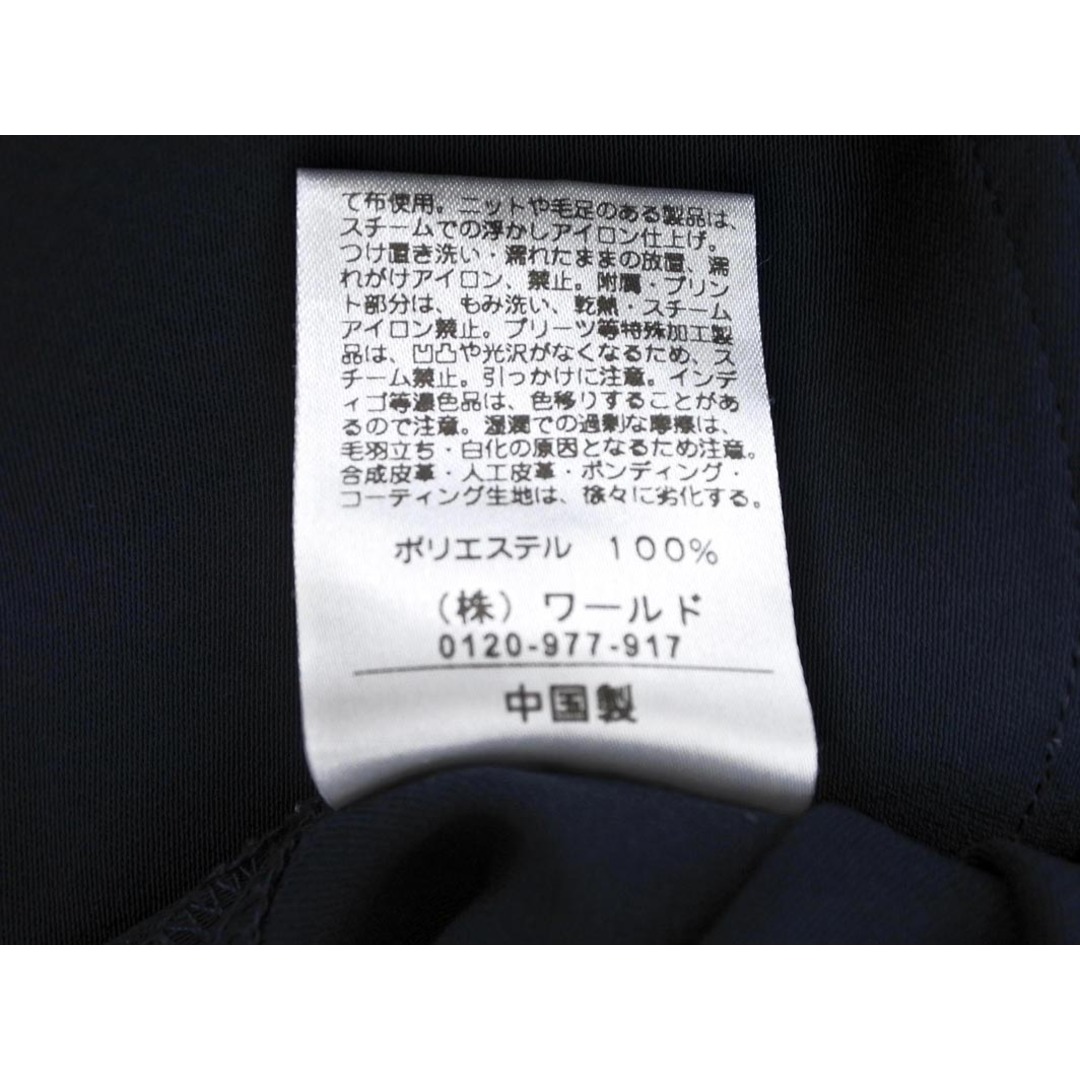 て布使用。ニットや毛足のある製品は、
スチームでの浮かしアイロン仕上げ。
つけ置き洗い・濡れたままの放置、濡
れがけアイロン、禁止。附属・プリン
ト部分は、もみ洗い、乾熱・スチーム
アイロン禁止。プリーツ等特殊加工製
品は、凹凸や光沢がなくなるため、ス
チーム禁止。引っかけに注意。インデ
ィゴ等濃色品は、色移りすることがあ
るので注意。湿潤での過剰な摩擦は、
毛羽立ち・白化の原因となるため注意。
合成皮革・人工皮革・ボンディング・
コーティング生地は、徐々に劣化する。
ポリエステル 100%
(株) ワールド
0120-977-917
中国製